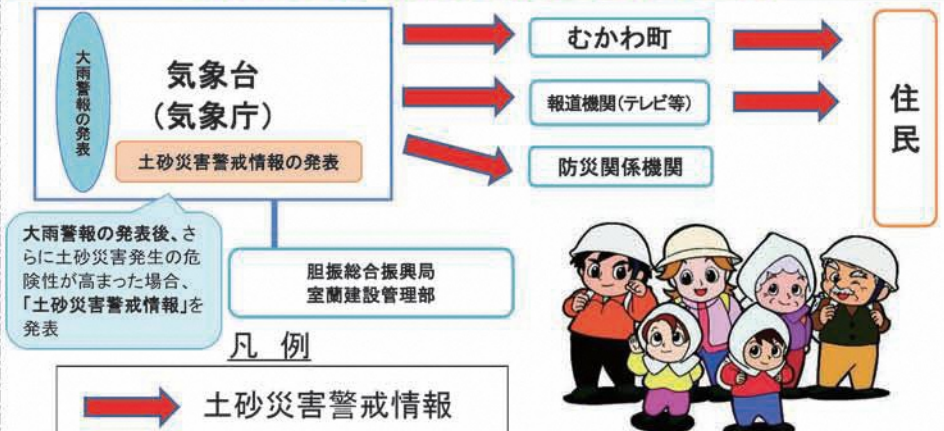 大雨警報の発表
気象台
（気象庁）
土砂災害警戒情報の発表
むかわ町
報道機関（テレビ等）
防災関係機関
住民
大雨警報の発表後、さ
らに土砂災害発生の危
険性が高まった場合、
「土砂災害警戒情報」を
発表
胆振総合振興局
室蘭建設管理部
凡 例
土砂災害警戒情報